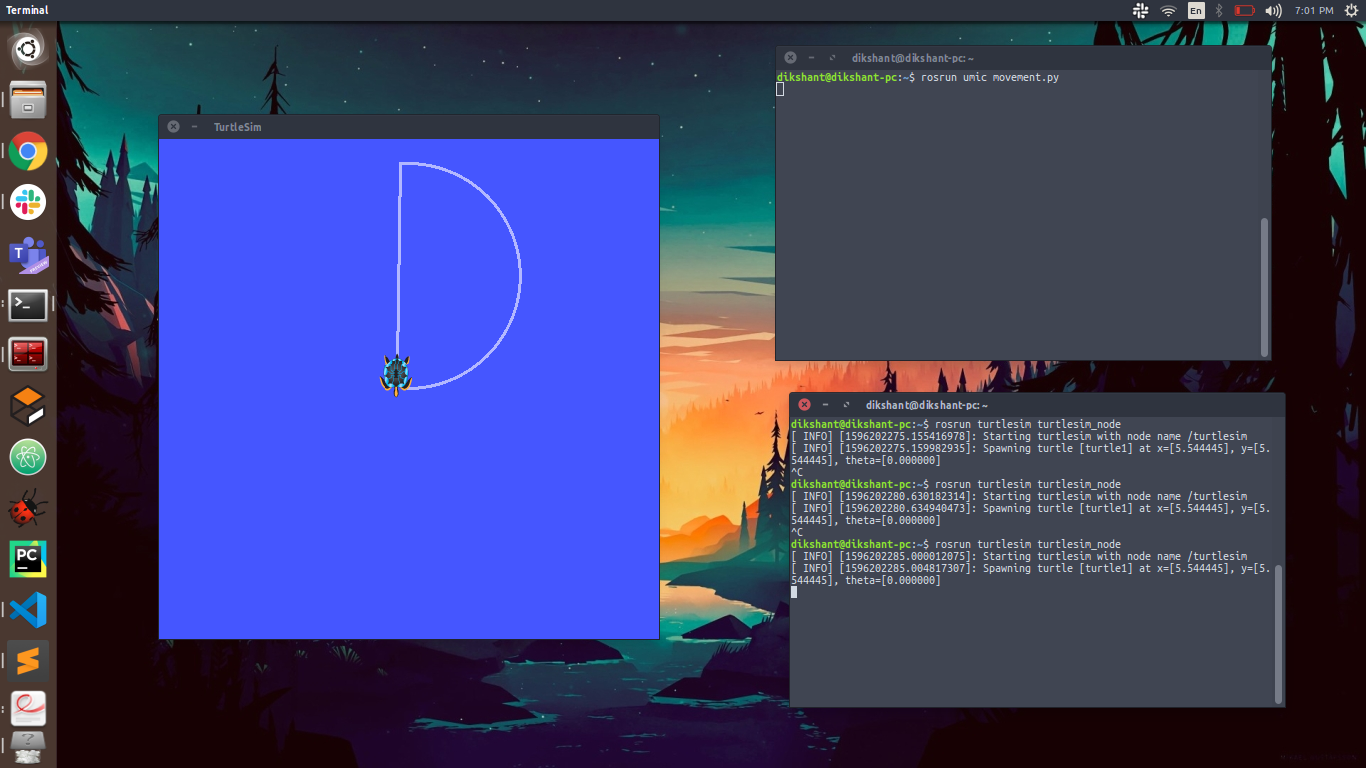 Terminal
En
7:01 PM
TurtleSim
T
PREVIEW
>_
PC
dikshant@dikshant-pc: ~
dikshant@dikshant-pc:~$ rosrun umic movement.py
dikshant@dikshant-pc: ~
dikshant@dikshant-pc:~$ rosrun turtlesim turtlesim_node
[ INFO] [1596202275.155416978]: Starting turtlesim with node name /turtlesim
[ INFO] [1596202275.159982935]: Spawning turtle [turtle1] at x=[5.544445], y=[5.
544445], theta=[0.000000]
^C
dikshant@dikshant-pc:~$ rosrun turtlesim turtlesim_node
[ INFO] [1596202280.630182314]: Starting turtlesim with node name /turtlesim
[ INFO] [1596202280.634940473]: Spawning turtle [turtle1] at x=[5.544445], y=[5.
544445], theta=[0.000000]
^C
dikshant@dikshant-pc:~$ rosrun turtlesim turtlesim_node
[ INFO] [1596202285.000012075]: Starting turtlesim with node name /turtlesim
[ INFO] [1596202285.004817307]: Spawning turtle [turtle1] at x=[5.544445], y=[5.
544445], theta=[0.000000]